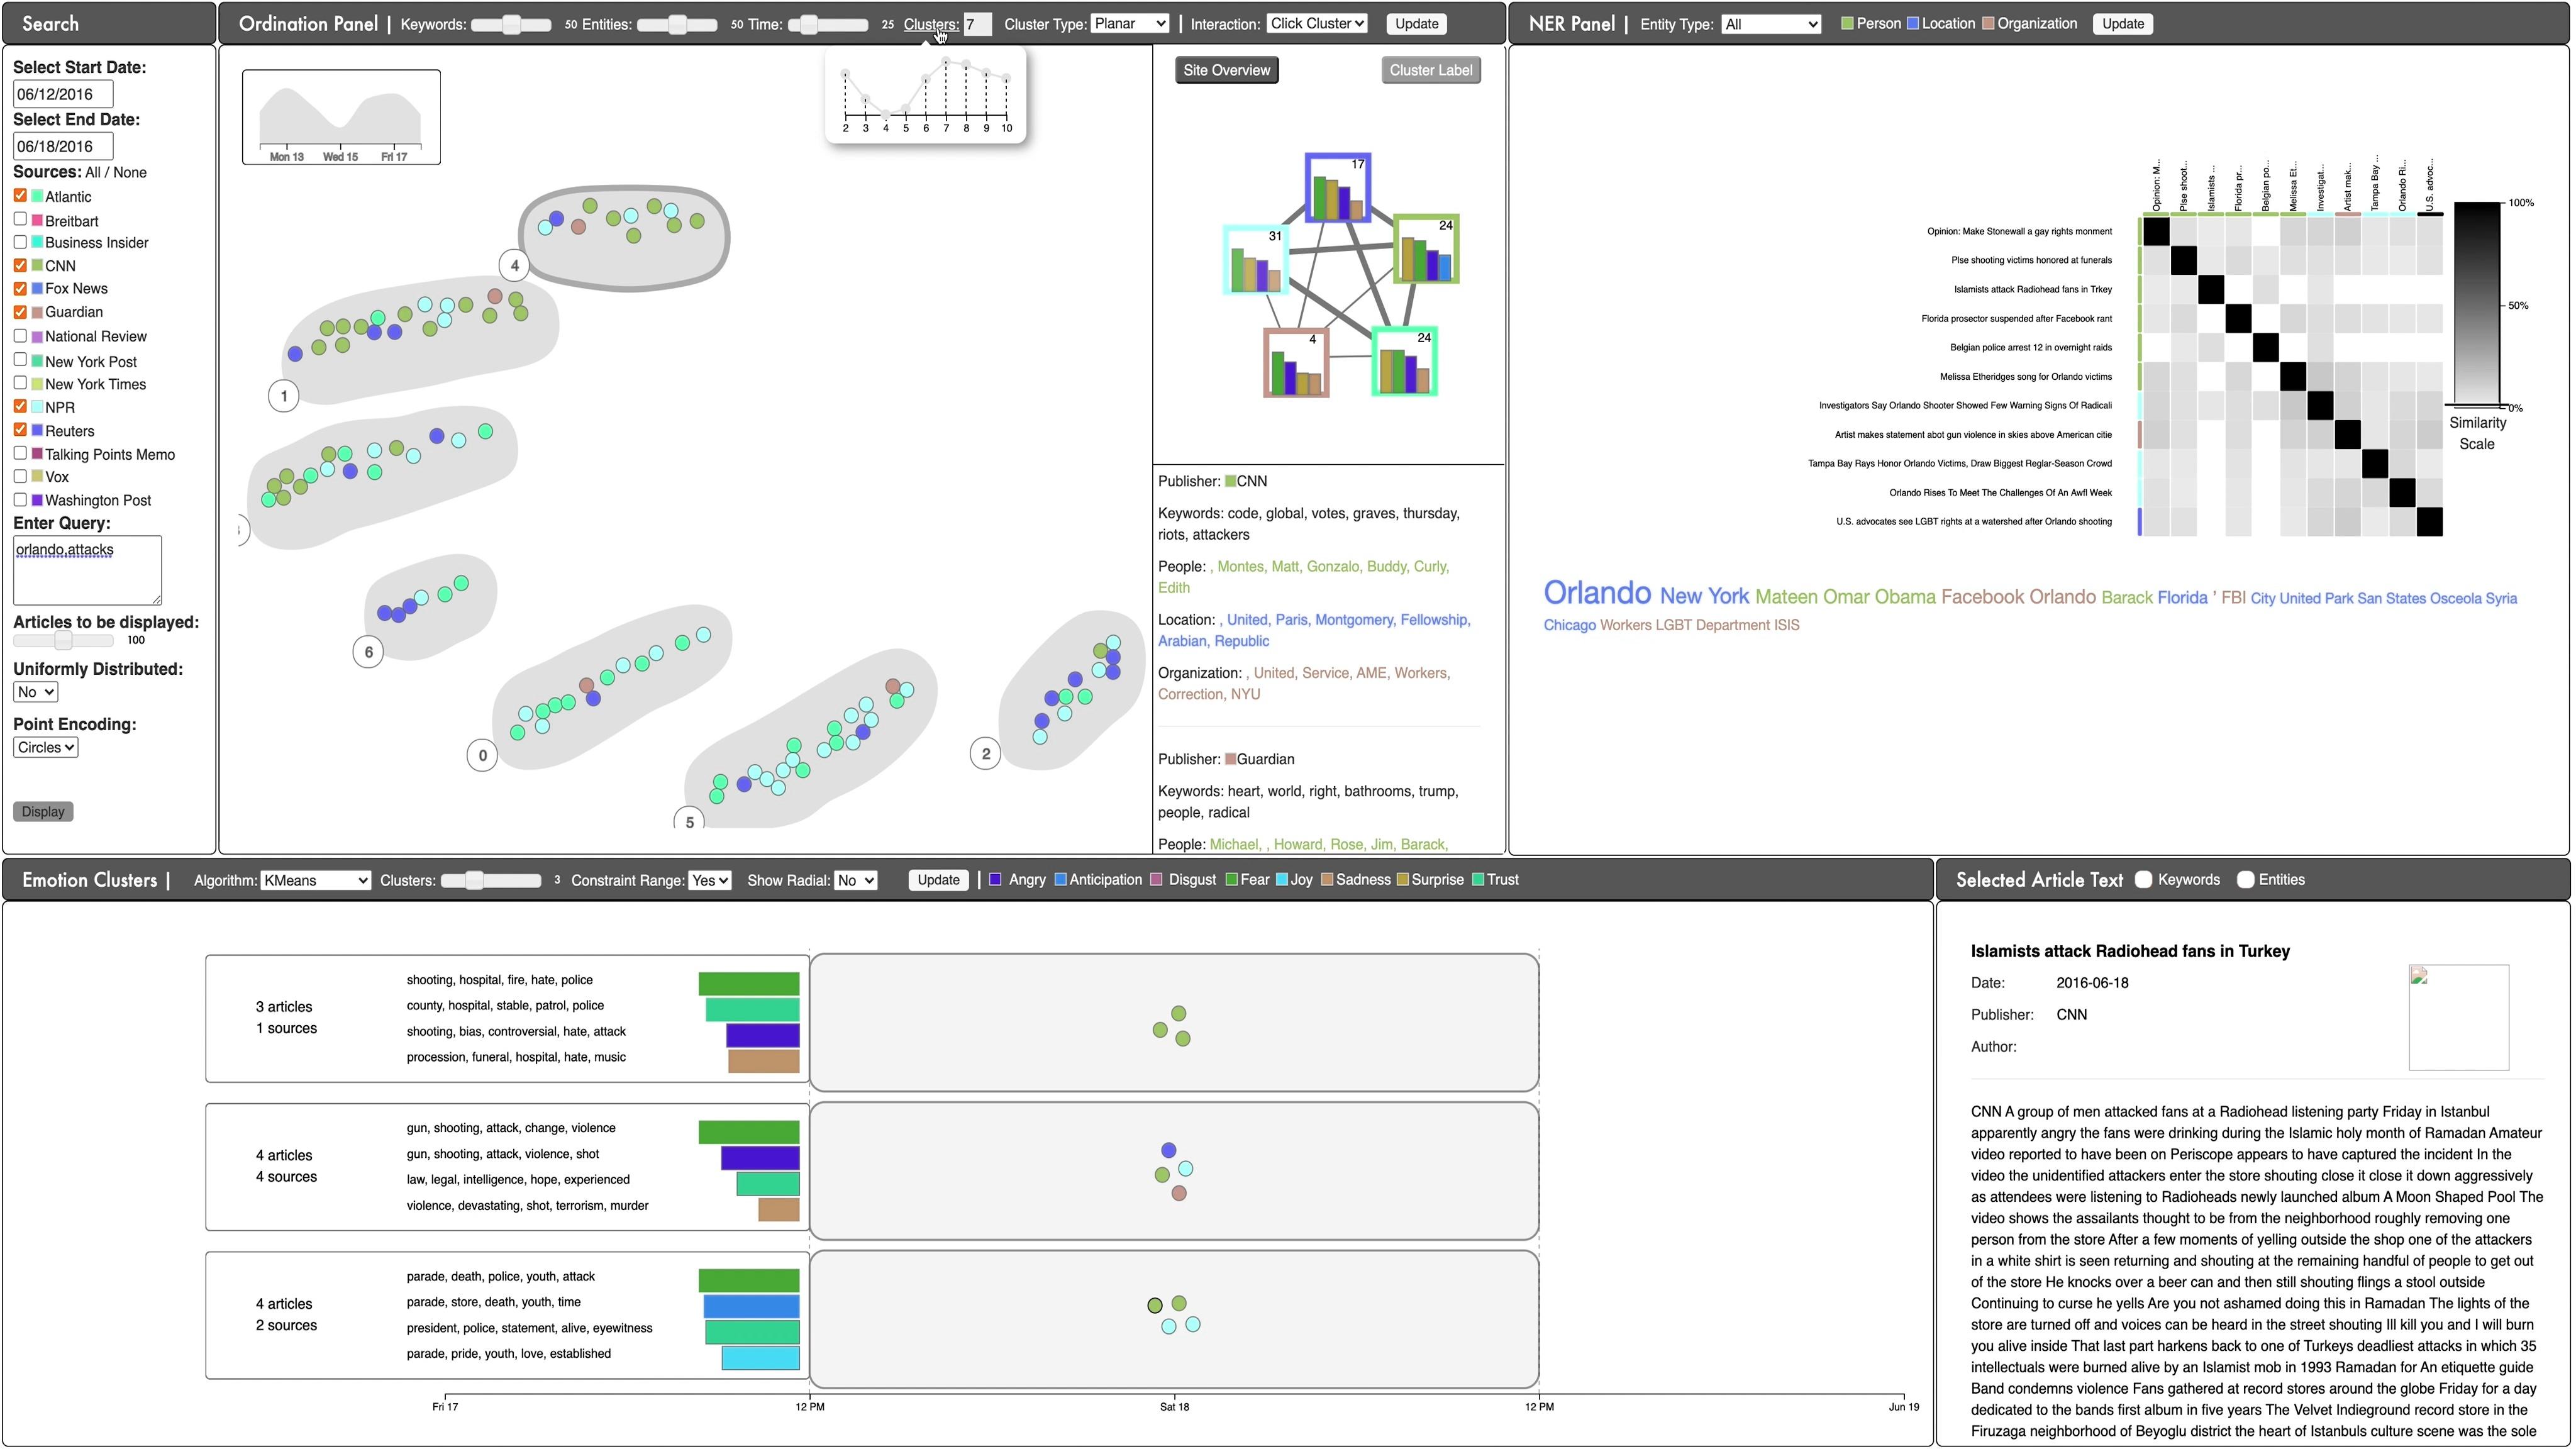 Search
Select Start Date:
06/12/2016
Select End Date:
06/18/2016
Sources: All / None
Atlantic
Breitbart
Business Insider
CNN
Fox News
Guardian
National Review
New York Post
New York Times
NPR
Reuters
Talking Points Memo
Vox
Washington Post
Enter Query:
orlando,attacks
Articles to be displayed:
100
Uniformly Distributed:
No
Point Encoding:
Circles
Display
Ordination Panel | Keywords: 50 Entities: 50 Time: 25 Clusters: 7 Cluster Type: Planar | Interaction: Click Cluster Update
Mon 13 Wed 15 Fri 17
2 3 4 5 6 7 8 9 10
4
1
6
0
5
2
Site Overview Cluster Label
17
31
24
4
24
Publisher: CNN
Keywords: code, global, votes, graves, thursday,
riots, attackers
People: , Montes, Matt, Gonzalo, Buddy, Curly,
Edith
Location: , United, Paris, Montgomery, Fellowship,
Arabian, Republic
Organization: , United, Service, AME, Workers,
Correction, NYU
Publisher: Guardian
Keywords: heart, world, right, bathrooms, trump,
people, radical
People: Michael, , Howard, Rose, Jim, Barack,
NER Panel | Entity Type: All Person Location Organization Update
Opinion: M...
Plse shoot...
Islamists ...
Florida pr...
Belgian po...
Melissa Et...
Investigat...
Artist mak...
Tampa Bay ...
Orlando Ri...
U.S. advoc...
Opinion: Make Stonewall a gay rights monment
Plse shooting victims honored at funerals
Islamists attack Radiohead fans in Trkey
Florida prosector suspended after Facebook rant
Belgian police arrest 12 in overnight raids
Melissa Etheridges song for Orlando victims
Investigators Say Orlando Shooter Showed Few Warning Signs Of Radicali
Artist makes statement abot gun violence in skies above American citie
Tampa Bay Rays Honor Orlando Victims, Draw Biggest Reglar-Season Crowd
Orlando Rises To Meet The Challenges Of An Awfl Week
U.S. advocates see LGBT rights at a watershed after Orlando shooting
100%
50%
0%
Similarity
Scale
Orlando New York Mateen Omar Obama Facebook Orlando Barack Florida ' FBI City United Park San States Osceola Syria
Chicago Workers LGBT Department ISIS
Emotion Clusters | Algorithm: KMeans Clusters: 3 Constraint Range: Yes Show Radial: No Update | Angry Anticipation Disgust Fear Joy Sadness Surprise Trust
3 articles
1 sources
shooting, hospital, fire, hate, police
county, hospital, stable, patrol, police
shooting, bias, controversial, hate, attack
procession, funeral, hospital, hate, music
4 articles
4 sources
gun, shooting, attack, change, violence
gun, shooting, attack, violence, shot
law, legal, intelligence, hope, experienced
violence, devastating, shot, terrorism, murder
4 articles
2 sources
parade, death, police, youth, attack
parade, store, death, youth, time
president, police, statement, alive, eyewitness
parade, pride, youth, love, established
Fri 17 12 PM Sat 18 12 PM Jun 19
Selected Article Text Keywords Entities
Islamists attack Radiohead fans in Turkey
Date: 2016-06-18
Publisher: CNN
Author:
CNN A group of men attacked fans at a Radiohead listening party Friday in Istanbul
apparently angry the fans were drinking during the Islamic holy month of Ramadan Amateur
video reported to have been on Periscope appears to have captured the incident In the
video the unidentified attackers enter the store shouting close it close it down aggressively
as attendees were listening to Radioheads newly launched album A Moon Shaped Pool The
video shows the assailants thought to be from the neighborhood roughly removing one
person from the store After a few moments of yelling outside the shop one of the attackers
in a white shirt is seen returning and shouting at the remaining handful of people to get out
of the store He knocks over a beer can and then still shouting flings a stool outside
Continuing to curse he yells Are you not ashamed doing this in Ramadan The lights of the
store are turned off and voices can be heard in the street shouting Ill kill you and I will burn
you alive inside That last part harkens back to one of Turkeys deadliest attacks in which 35
intellectuals were burned alive by an Islamist mob in 1993 Ramadan for An etiquette guide
Band condemns violence Fans gathered at record stores around the globe Friday for a day
dedicated to the bands first album in five years The Velvet Indieground record store in the
Firuzaga neighborhood of Beyoglu district the heart of Istanbuls culture scene was the sole